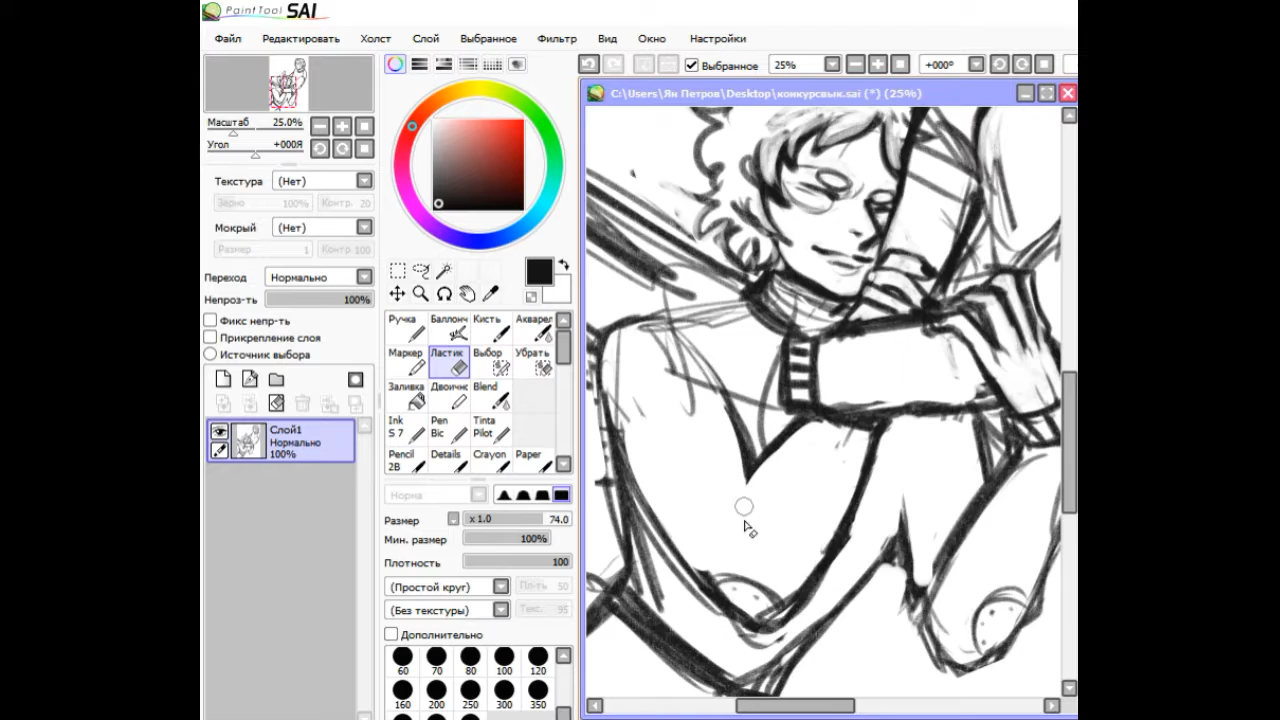 PaintTool SAI
Файл Редактировать Холст Слой Выбранное Фильтр Вид Окно Настройки
Выбранное 25% +000°
C:\Users\Ян Петров\Desktop\конкурсвык.sai (*) (25%)
Масштаб 25.0%
Угол +000Я
Текстура (Нет)
Зерно 100% Контр. 20
Мокрый (Нет)
Размер 1 Контр 100
Переход Нормально
Непроз-ть 100%
Фикс непр-ть
Прикрепление слоя
Источник выбора
Слой1
Нормально
100%
Ручка Баллонч Кисть Акварел
Маркер Ластик Выбор Убрать
Заливка Двоичнс Blend
Ink S 7 Pen Bic Tinta Pilot
Pencil 2B Details Crayon Paper
Норма
Размер x 1.0 74.0
Мин. размер 100%
Плотность 100
(Простой круг) Пл-ть 50
(Без текстуры) Текс. 95
Дополнительно
60 70 80 100 120
160 200 250 300 350